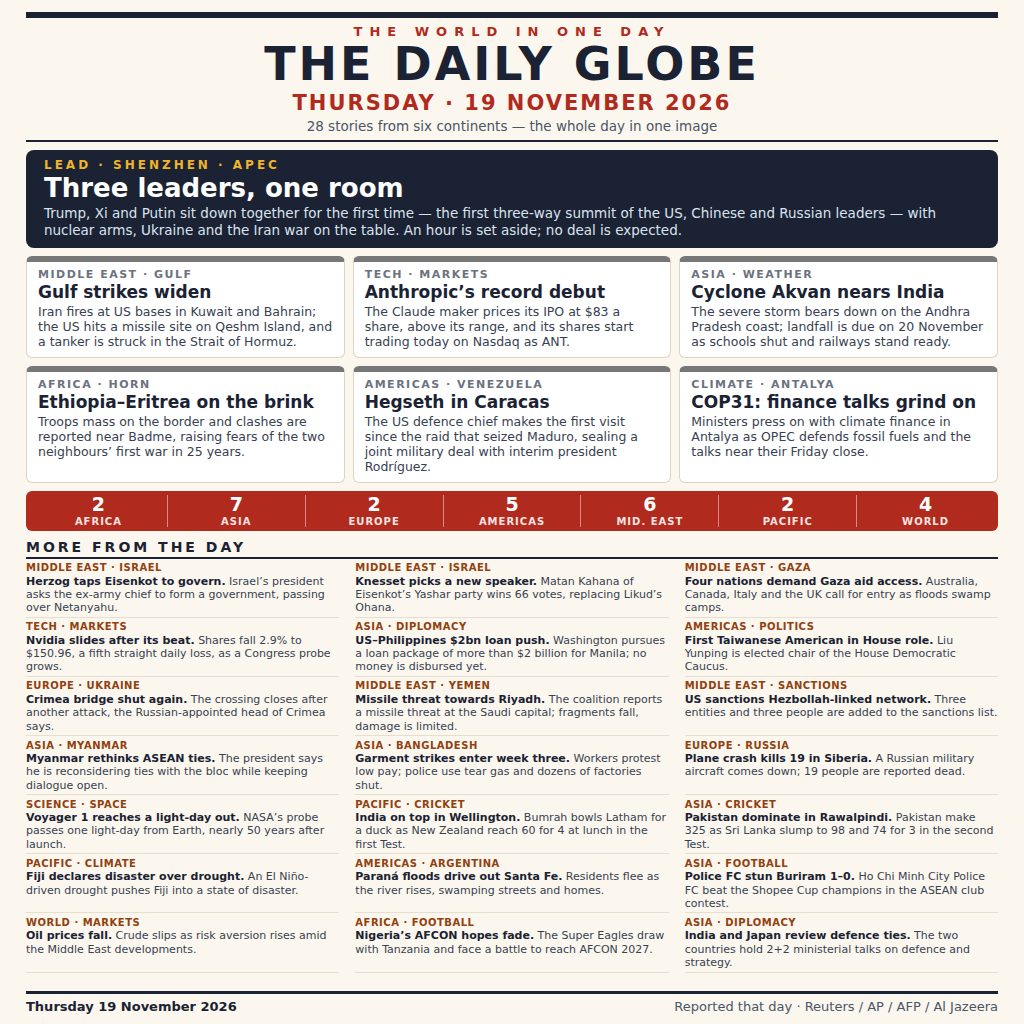 THE WORLD IN ONE DAY
THE DAILY GLOBE
THURSDAY · 19 NOVEMBER 2026
28 stories from six continents — the whole day in one image
LEAD · SHENZHEN · APEC
Three leaders, one room
Trump, Xi and Putin sit down together for the first time — the first three-way summit of the US, Chinese and Russian leaders — with
nuclear arms, Ukraine and the Iran war on the table. An hour is set aside; no deal is expected.
MIDDLE EAST · GULF
Gulf strikes widen
Iran fires at US bases in Kuwait and Bahrain;
the US hits a missile site on Qeshm Island, and
a tanker is struck in the Strait of Hormuz.
TECH · MARKETS
Anthropic’s record debut
The Claude maker prices its IPO at $83 a
share, above its range, and its shares start
trading today on Nasdaq as ANT.
ASIA · WEATHER
Cyclone Akvan nears India
The severe storm bears down on the Andhra
Pradesh coast; landfall is due on 20 November
as schools shut and railways stand ready.
AFRICA · HORN
Ethiopia–Eritrea on the brink
Troops mass on the border and clashes are
reported near Badme, raising fears of the two
neighbours’ first war in 25 years.
AMERICAS · VENEZUELA
Hegseth in Caracas
The US defence chief makes the first visit
since the raid that seized Maduro, sealing a
joint military deal with interim president
Rodríguez.
CLIMATE · ANTALYA
COP31: finance talks grind on
Ministers press on with climate finance in
Antalya as OPEC defends fossil fuels and the
talks near their Friday close.
2
AFRICA
7
ASIA
2
EUROPE
5
AMERICAS
6
MID. EAST
2
PACIFIC
4
WORLD
MORE FROM THE DAY
MIDDLE EAST · ISRAEL
Herzog taps Eisenkot to govern. Israel’s president
asks the ex-army chief to form a government, passing
over Netanyahu.
MIDDLE EAST · ISRAEL
Knesset picks a new speaker. Matan Kahana of
Eisenkot’s Yashar party wins 66 votes, replacing Likud’s
Ohana.
MIDDLE EAST · GAZA
Four nations demand Gaza aid access. Australia,
Canada, Italy and the UK call for entry as floods swamp
camps.
TECH · MARKETS
Nvidia slides after its beat. Shares fall 2.9% to
$150.96, a fifth straight daily loss, as a Congress probe
grows.
ASIA · DIPLOMACY
US–Philippines $2bn loan push. Washington pursues
a loan package of more than $2 billion for Manila; no
money is disbursed yet.
AMERICAS · POLITICS
First Taiwanese American in House role. Liu
Yunping is elected chair of the House Democratic
Caucus.
EUROPE · UKRAINE
Crimea bridge shut again. The crossing closes after
another attack, the Russian-appointed head of Crimea
says.
MIDDLE EAST · YEMEN
Missile threat towards Riyadh. The coalition reports
a missile threat at the Saudi capital; fragments fall,
damage is limited.
MIDDLE EAST · SANCTIONS
US sanctions Hezbollah-linked network. Three
entities and three people are added to the sanctions list.
ASIA · MYANMAR
Myanmar rethinks ASEAN ties. The president says
he is reconsidering ties with the bloc while keeping
dialogue open.
ASIA · BANGLADESH
Garment strikes enter week three. Workers protest
low pay; police use tear gas and dozens of factories
shut.
EUROPE · RUSSIA
Plane crash kills 19 in Siberia. A Russian military
aircraft comes down; 19 people are reported dead.
SCIENCE · SPACE
Voyager 1 reaches a light-day out. NASA’s probe
passes one light-day from Earth, nearly 50 years after
launch.
PACIFIC · CRICKET
India on top in Wellington. Bumrah bowls Latham for
a duck as New Zealand reach 60 for 4 at lunch in the
first Test.
ASIA · CRICKET
Pakistan dominate in Rawalpindi. Pakistan make
325 as Sri Lanka slump to 98 and 74 for 3 in the second
Test.
PACIFIC · CLIMATE
Fiji declares disaster over drought. An El Niño-
driven drought pushes Fiji into a state of disaster.
AMERICAS · ARGENTINA
Paraná floods drive out Santa Fe. Residents flee as
the river rises, swamping streets and homes.
ASIA · FOOTBALL
Police FC stun Buriram 1–0. Ho Chi Minh City Police
FC beat the Shopee Cup champions in the ASEAN club
contest.
WORLD · MARKETS
Oil prices fall. Crude slips as risk aversion rises amid
the Middle East developments.
AFRICA · FOOTBALL
Nigeria’s AFCON hopes fade. The Super Eagles draw
with Tanzania and face a battle to reach AFCON 2027.
ASIA · DIPLOMACY
India and Japan review defence ties. The two
countries hold 2+2 ministerial talks on defence and
strategy.
Thursday 19 November 2026
Reported that day · Reuters / AP / AFP / Al Jazeera